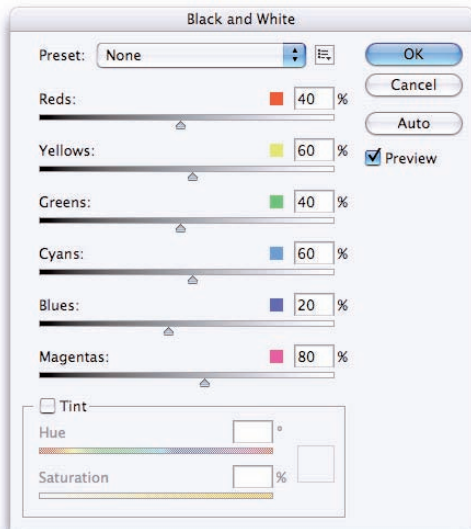 Black and White
Preset: None
OK
Cancel
Auto
Preview
Reds: 40 %
Yellows: 60 %
Greens: 40 %
Cyans: 60 %
Blues: 20 %
Magentas: 80 %
Tint
Hue °
Saturation %